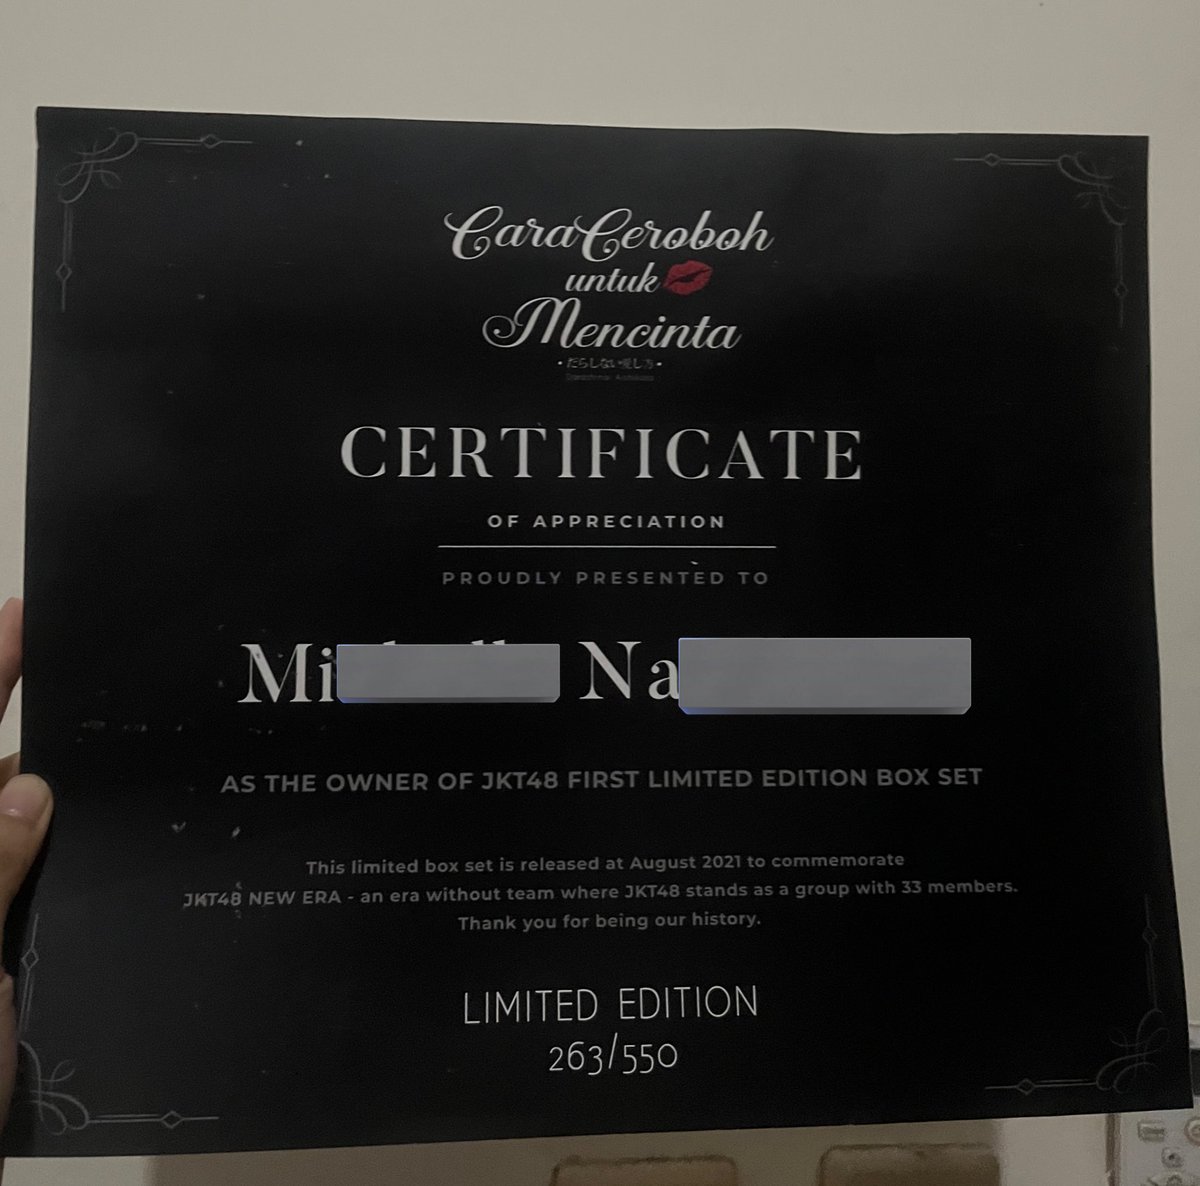 Cara Ceroboh
untuk
Mencinta
•だらしない愛し方•
CERTIFICATE
OF APPRECIATION
PROUDLY PRESENTED TO
Mi Na
AS THE OWNER OF JKT48 FIRST LIMITED EDITION BOX SET
This limited box set is released at August 2021 to commemorate
JKT48 NEW ERA - an era without team where JKT48 stands as a group with 33 members.
Thank you for being our history.
LIMITED EDITION
263/550